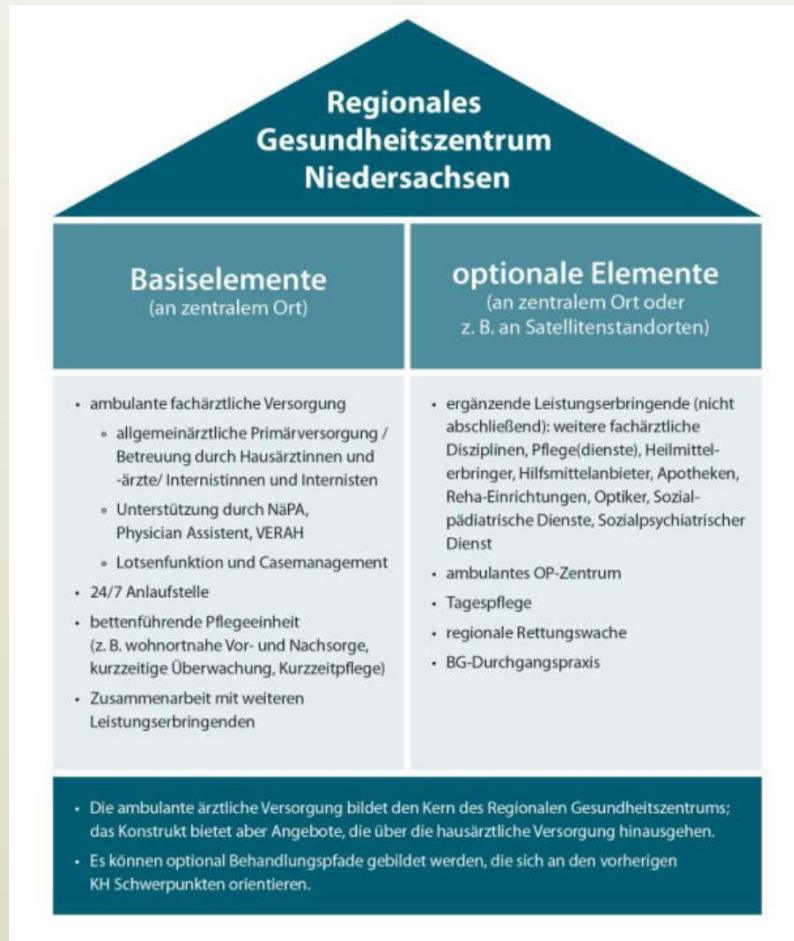 Regionales
Gesundheitszentrum
Niedersachsen
Basiselemente
(an zentralem Ort)
• ambulante fachärztliche Versorgung
∘ allgemeinärztliche Primärversorgung /
Betreuung durch Hausärztinnen und
-ärzte/ Internistinnen und Internisten
∘ Unterstützung durch NäPA,
Physician Assistent, VERAH
∘ Lotsenfunktion und Casemanagement
• 24/7 Anlaufstelle
• bettenführende Pflegeeinheit
(z. B. wohnortnahe Vor- und Nachsorge,
kurzzeitige Überwachung, Kurzzeitpflege)
• Zusammenarbeit mit weiteren
Leistungserbringenden
optionale Elemente
(an zentralem Ort oder
z. B. an Satellitenstandorten)
• ergänzende Leistungserbringende (nicht
abschließend): weitere fachärztliche
Disziplinen, Pflege(dienste), Heilmittel-
erbringer, Hilfsmittelanbieter, Apotheken,
Reha-Einrichtungen, Optiker, Sozial-
pädiatrische Dienste, Sozialpsychiatrischer
Dienst
• ambulantes OP-Zentrum
• Tagespflege
• regionale Rettungswache
• BG-Durchgangspraxis
• Die ambulante ärztliche Versorgung bildet den Kern des Regionalen Gesundheitszentrums;
das Konstrukt bietet aber Angebote, die über die hausärztliche Versorgung hinausgehen.
• Es können optional Behandlungspfade gebildet werden, die sich an den vorherigen
KH Schwerpunkten orientieren.